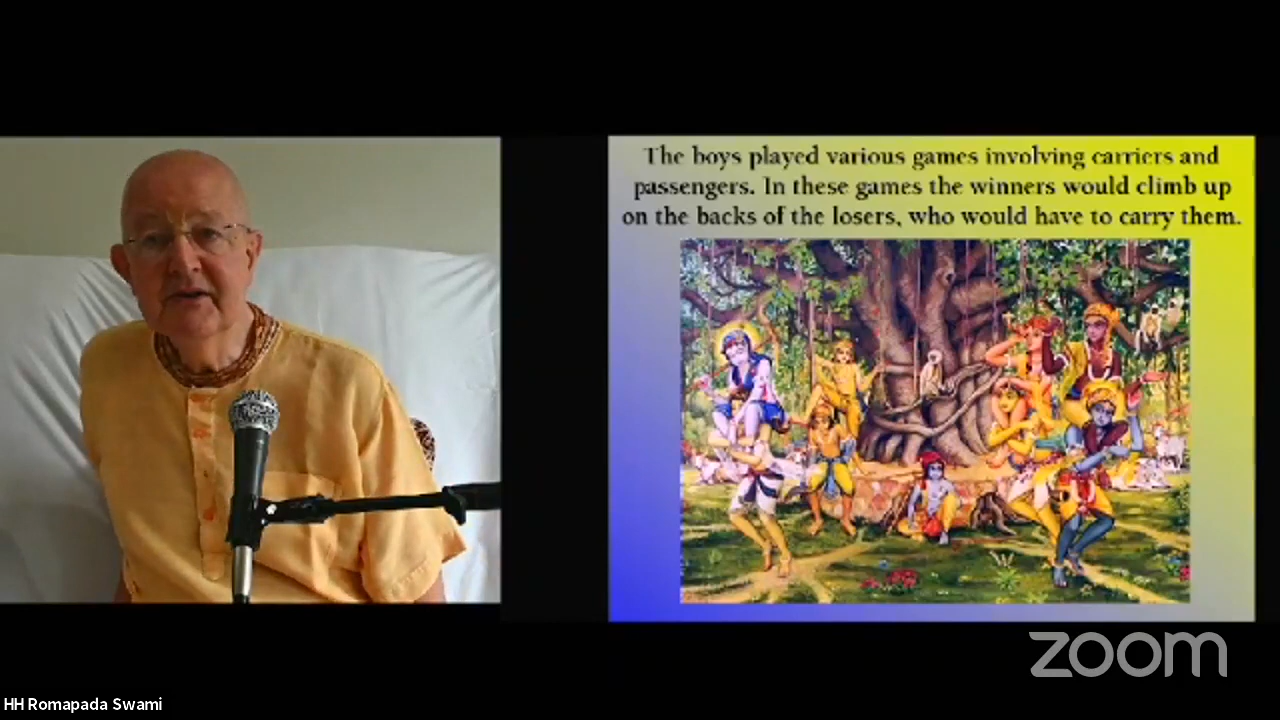 The boys played various games involving carriers and
passengers. In these games the winners would climb up
on the backs of the losers, who would have to carry them.
zoom
HH Romapada Swami